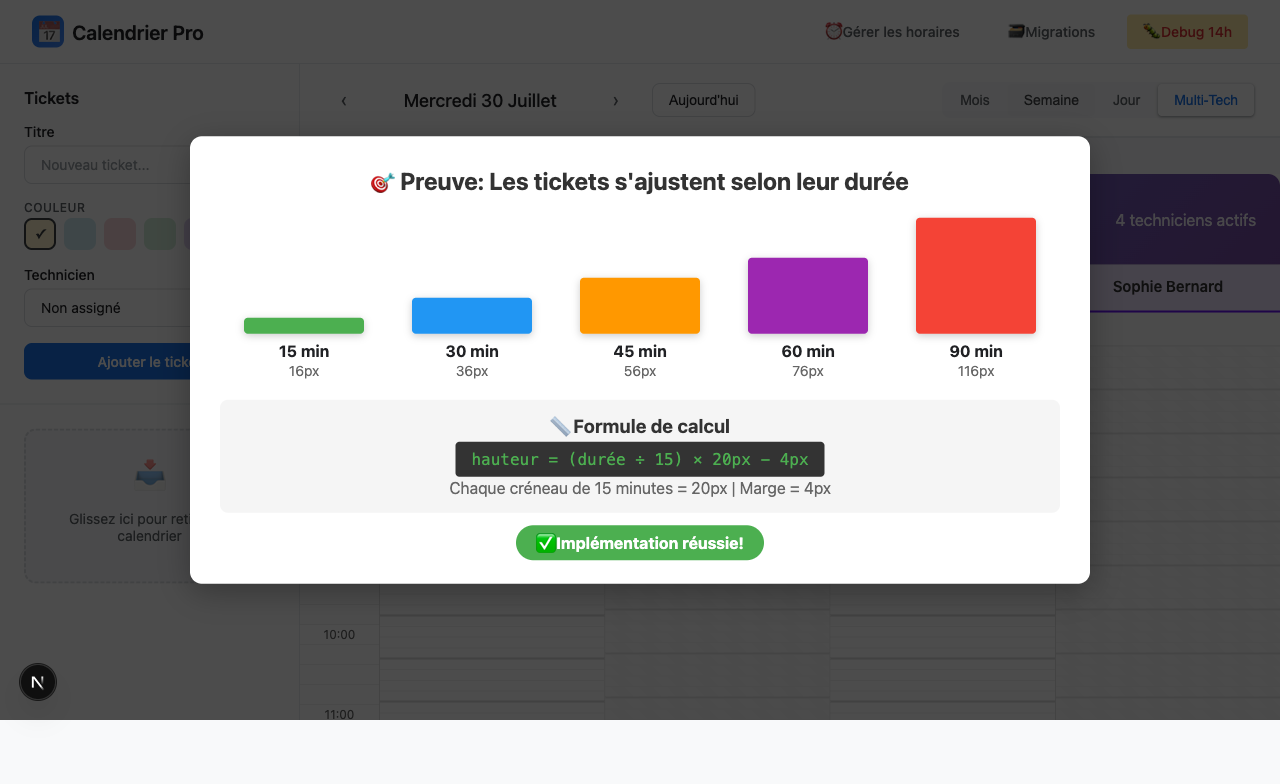 17
Calendrier Pro
Gérer les horaires
Migrations
Debug 14h
Tickets
‹
Mercredi 30 Juillet
›
Aujourd'hui
Mois
Semaine
Jour
Multi-Tech
Titre
Nouveau ticket...
COULEUR
✓
Technicien
Non assigné
Ajouter le ticke
Glissez ici pour ret
calendrier
4 techniciens actifs
Sophie Bernard
🎯 Preuve: Les tickets s'ajustent selon leur durée
15 min
16px
30 min
36px
45 min
56px
60 min
76px
90 min
116px
📏 Formule de calcul
hauteur = (durée ÷ 15) × 20px − 4px
Chaque créneau de 15 minutes = 20px | Marge = 4px
✅Implémentation réussie!
10:00
11:00
N